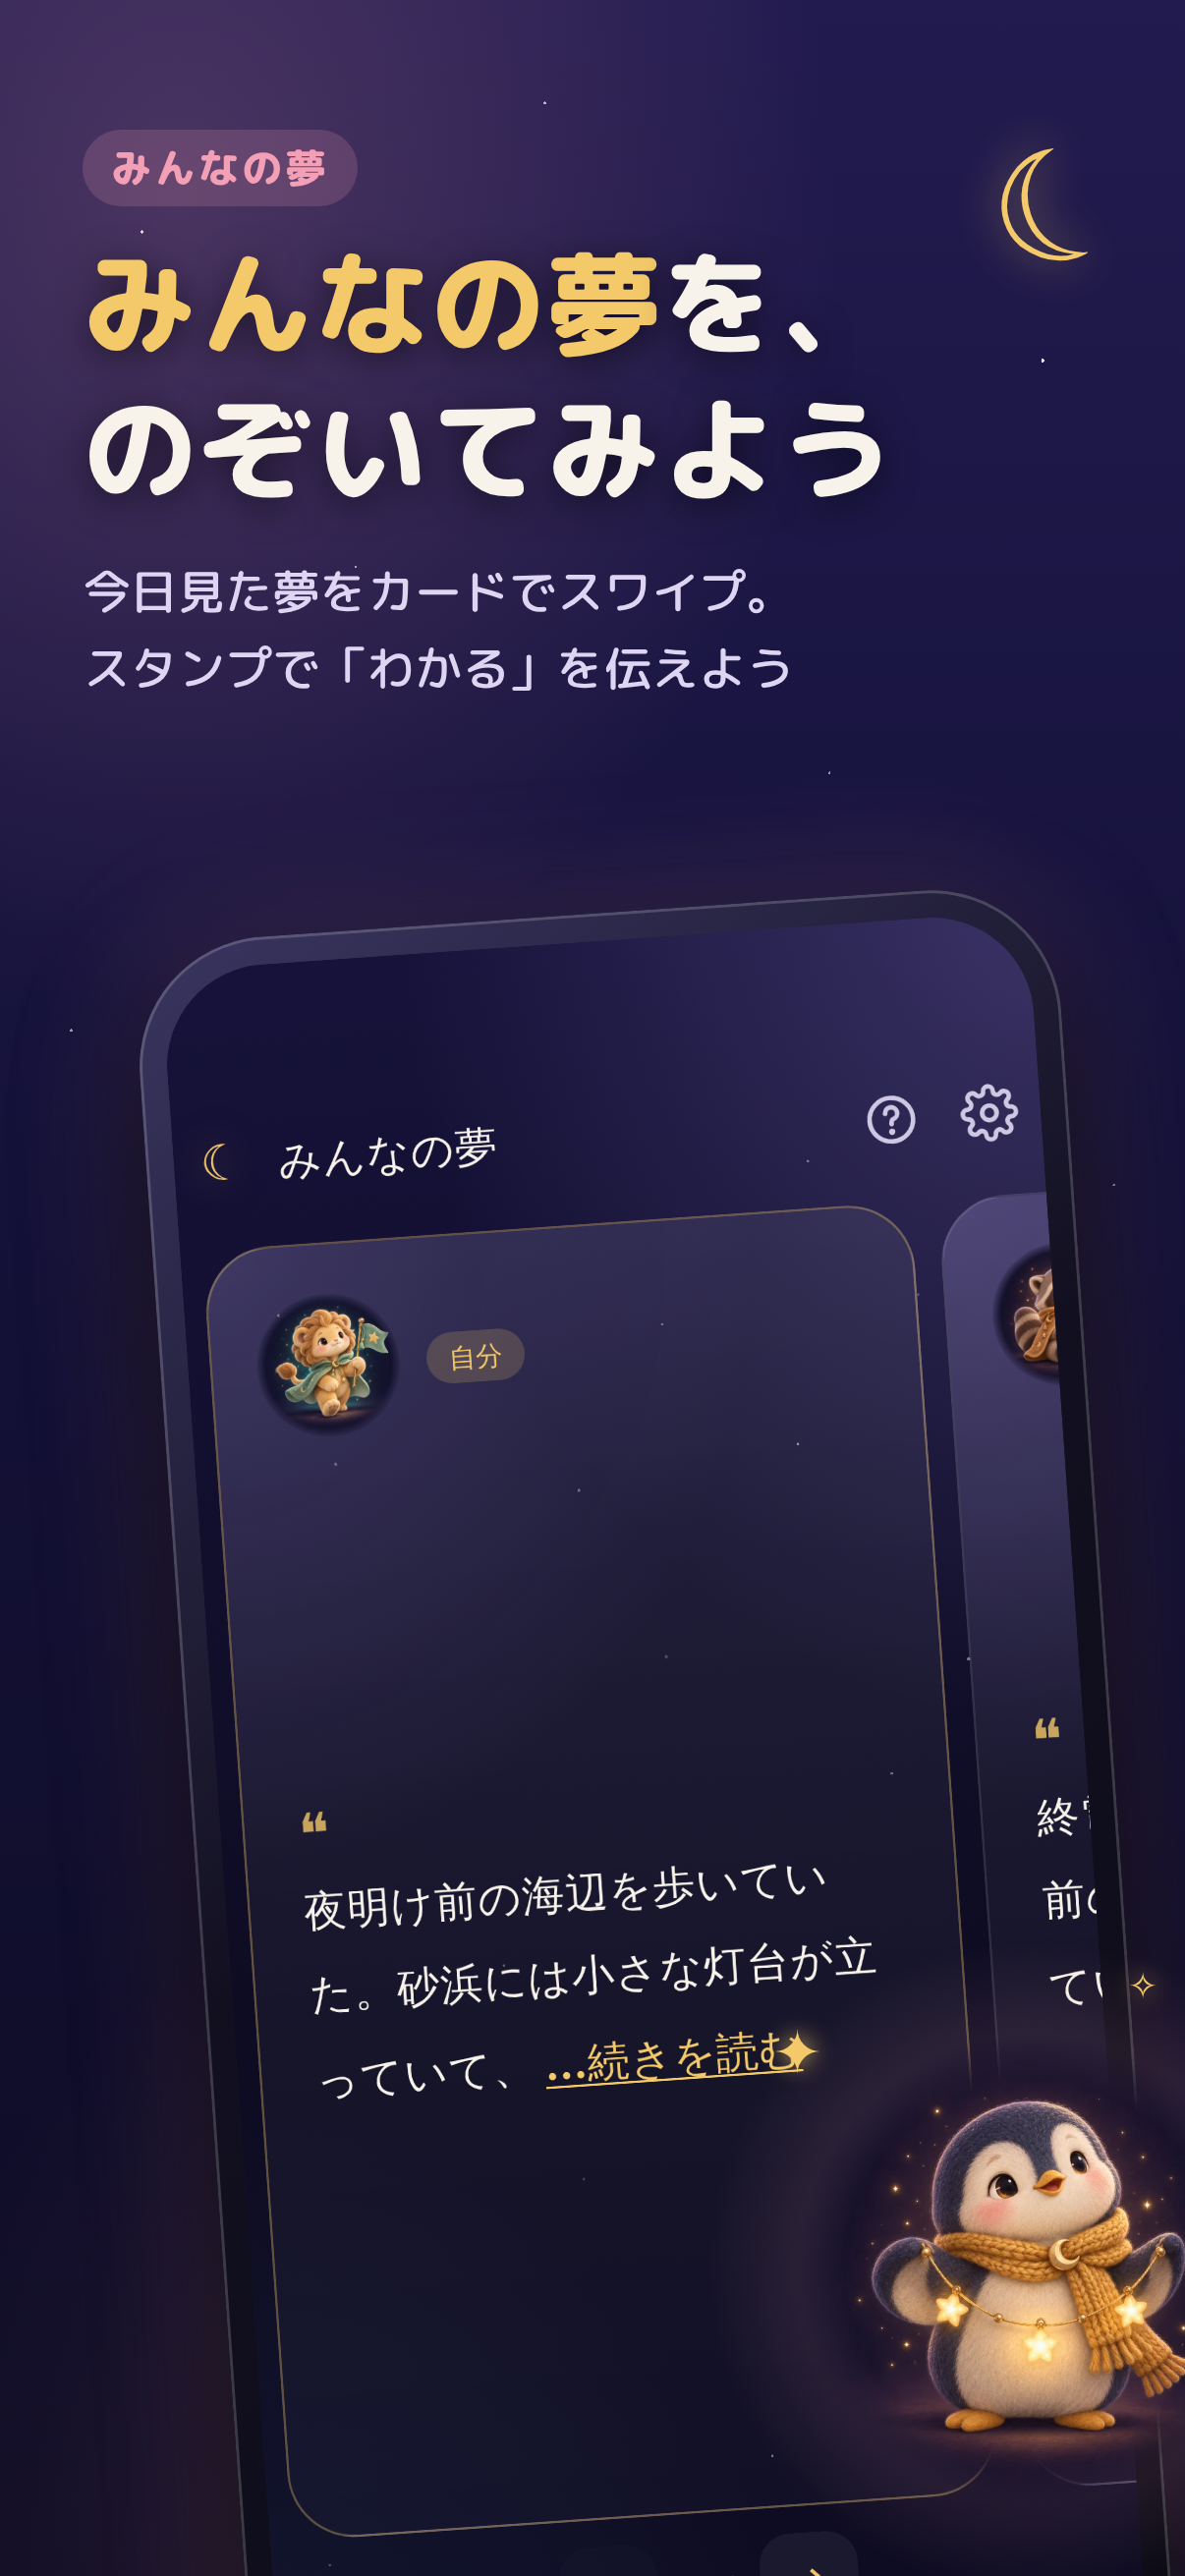 みんなの夢
みんなの夢を、
のぞいてみよう
今日見た夢をカードでスワイプ。
スタンプで「わかる」を伝えよう
みんなの夢
自分
❝
夜明け前の海辺を歩いてい
た。砂浜には小さな灯台が立
っていて、 …続きを読む
❝
終
前の
てい